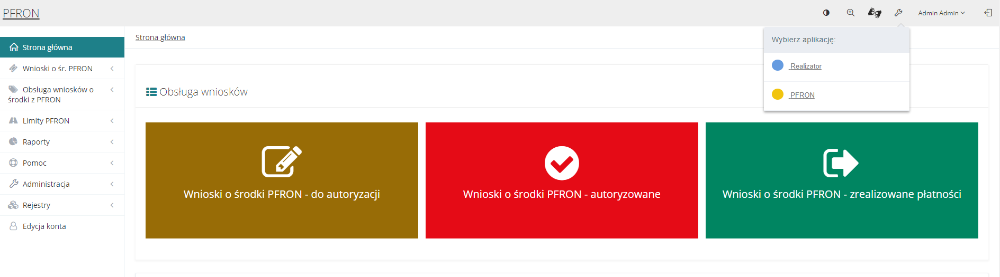 PFRON
Admin Admin
Strona główna
Wnioski o śr. PFRON
Obsługa wniosków o
środki z PFRON
Limity PFRON
Raporty
Pomoc
Administracja
Rejestry
Edycja konta
Strona główna
Wybierz aplikację:
Realizator
PFRON
Obsługa wniosków
Wnioski o środki PFRON - do autoryzacji
Wnioski o środki PFRON - autoryzowane
Wnioski o środki PFRON - zrealizowane płatności